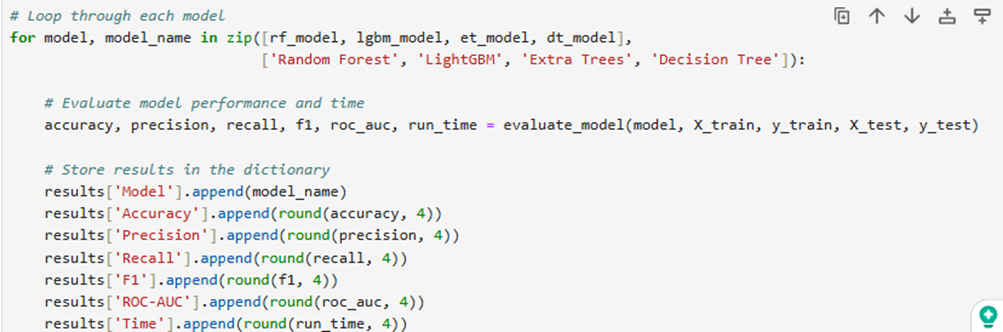 # Loop through each model
for model, model_name in zip([rf_model, lgbm_model, et_model, dt_model],
['Random Forest', 'LightGBM', 'Extra Trees', 'Decision Tree']):
# Evaluate model performance and time
accuracy, precision, recall, f1, roc_auc, run_time = evaluate_model(model, X_train, y_train, X_test, y_test)
# Store results in the dictionary
results['Model'].append(model_name)
results['Accuracy'].append(round(accuracy, 4))
results['Precision'].append(round(precision, 4))
results['Recall'].append(round(recall, 4))
results['F1'].append(round(f1, 4))
results['ROC-AUC'].append(round(roc_auc, 4))
results['Time'].append(round(run_time, 4))